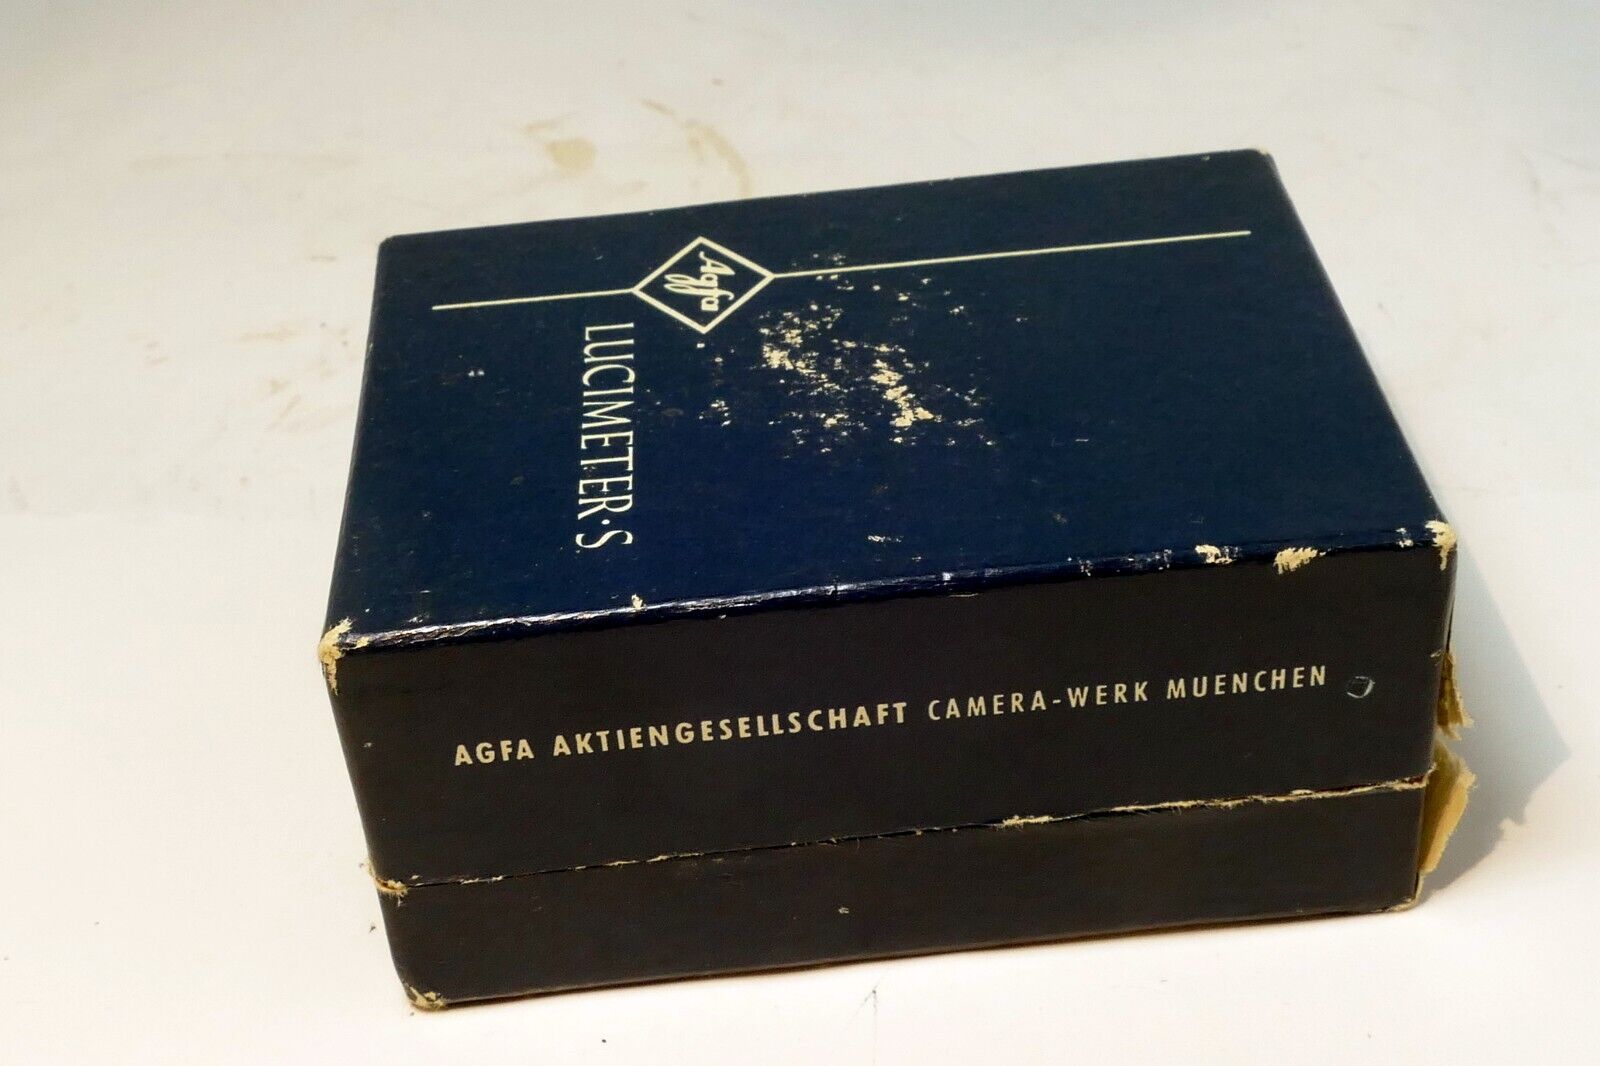 Agfa
LUCIMETER·S
AGFA AKTIENGESELLSCHAFT CAMERA-WERK MUENCHEN